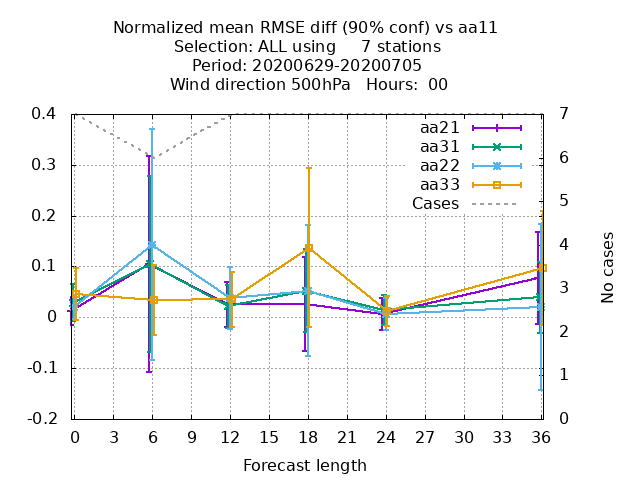 Normalized mean RMSE diff (90% conf) vs aa11
Selection: ALL using 7 stations
Period: 20200629-20200705
Wind direction 500hPa Hours: 00
0.4
0.3
0.2
0.1
0
-0.1
-0.2
7
6
5
4
3
2
1
0
aa21
aa31
aa22
aa33
Cases
No cases
0 3 6 9 12 15 18 21 24 27 30 33 36
Forecast length